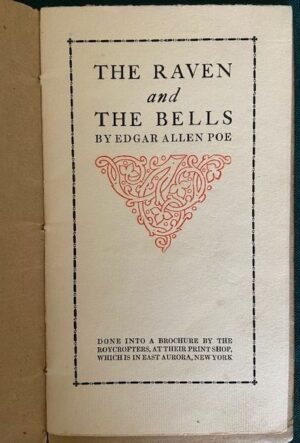 THE RAVEN
and
THE BELLS
BY EDGAR ALLEN POE
DONE INTO A BROCHURE BY THE
ROYCROFTERS, AT THEIR PRINT SHOP,
WHICH IS IN EAST AURORA, NEW YORK